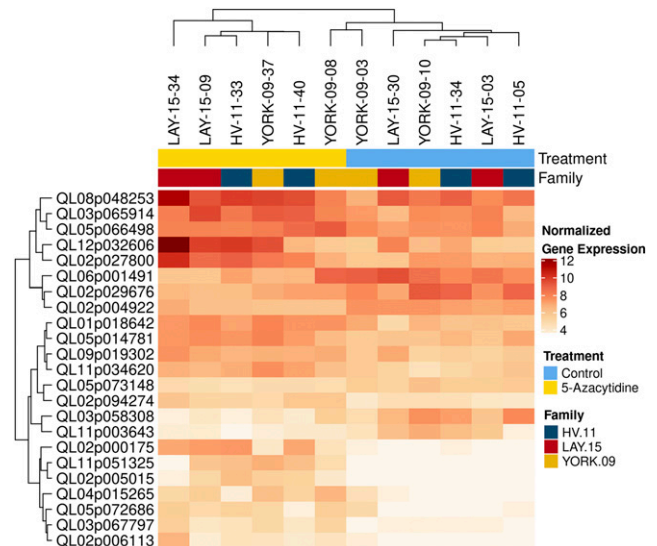 LAY-15-34
LAY-15-09
HV-11-33
YORK-09-37
HV-11-40
YORK-09-08
YORK-09-03
LAY-15-30
YORK-09-10
HV-11-34
LAY-15-03
HV-11-05
Treatment
Family
QL08p048253
QL03p065914
QL05p066498
QL12p032606
QL02p027800
QL06p001491
QL02p029676
QL02p004922
QL01p018642
QL05p014781
QL09p019302
QL11p034620
QL05p073148
QL02p094274
QL03p058308
QL11p003643
QL02p000175
QL11p051325
QL02p005015
QL04p015265
QL05p072686
QL03p067797
QL02p006113
Normalized
Gene Expression
12
10
8
6
4
Treatment
Control
5-Azacytidine
Family
HV.11
LAY.15
YORK.09